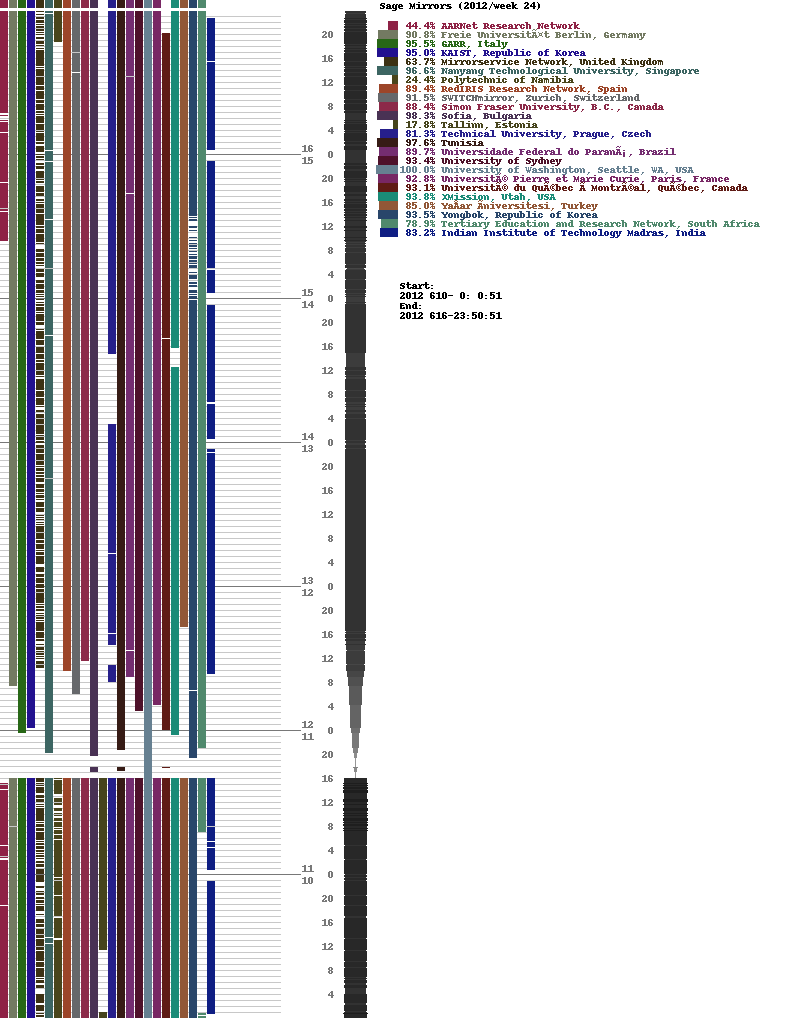 Sage Mirrors (2012/week 24)
44.4% AARNet Research Network
90.8% Freie UniversitÃ¤t Berlin, Germany
95.5% GARR, Italy
95.0% KAIST, Republic of Korea
63.7% Mirrorservice Network, United Kingdom
96.6% Nanyang Technological University, Singapore
24.4% Polytechnic of Namibia
89.4% RedIRIS Research Network, Spain
91.5% SWITCHmirror, Zurich, Switzerland
88.4% Simon Fraser University, B.C., Canada
98.3% Sofia, Bulgaria
17.8% Tallinn, Estonia
81.3% Technical University, Prague, Czech
97.6% Tunisia
89.7% Universidade Federal do ParanÃ¡, Brazil
93.4% University of Sydney
100.0% University of Washington, Seattle, WA, USA
92.8% UniversitÃ© Pierre et Marie Curie, Paris, France
93.1% UniversitÃ© du QuÃ©bec Ã MontrÃ©al, QuÃ©bec, Canada
93.8% XMission, Utah, USA
85.0% YaÅar Ãniversitesi, Turkey
93.5% Yongbok, Republic of Korea
78.9% Tertiary Education and Research Network, South Africa
83.2% Indian Institute of Technology Madras, India
Start:
2012 610- 0: 0:51
End:
2012 616-23:50:51
20
16
12
8
4
16
0
15
20
16
12
8
4
15
0
14
20
16
12
8
4
14
0
13
20
16
12
8
4
13
0
12
20
16
12
8
4
12
0
11
20
16
12
8
4
11
0
10
20
16
12
8
4